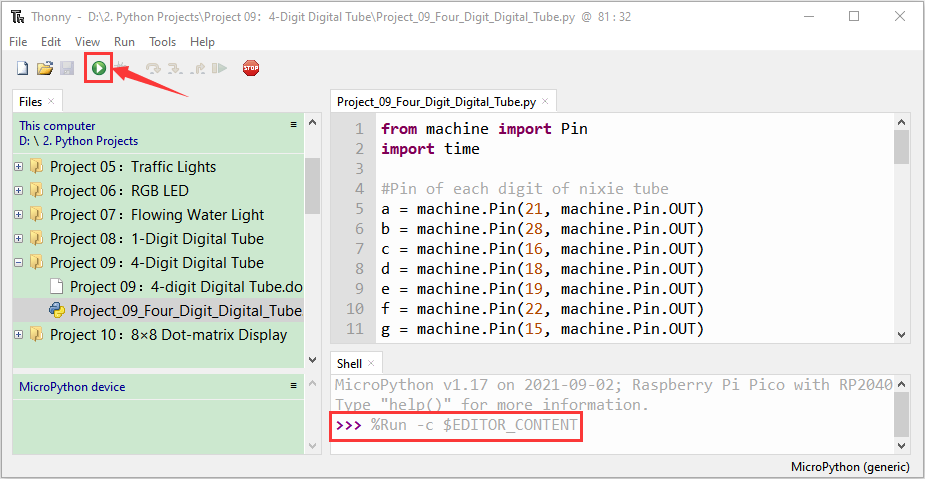 Thonny - D:\2. Python Projects\Project 09：4-Digit Digital Tube\Project_09_Four_Digit_Digital_Tube.py @ 81 : 32
File Edit View Run Tools Help
STOP
Files ×
This computer
D: \ 2. Python Projects
Project 05：Traffic Lights
Project 06：RGB LED
Project 07：Flowing Water Light
Project 08：1-Digit Digital Tube
Project 09：4-Digit Digital Tube
Project 09：4-digit Digital Tube.do
Project_09_Four_Digit_Digital_Tube
Project 10：8×8 Dot-matrix Display
MicroPython device
Project_09_Four_Digit_Digital_Tube.py ×
1 from machine import Pin
2 import time
3
4 #Pin of each digit of nixie tube
5 a = machine.Pin(21, machine.Pin.OUT)
6 b = machine.Pin(28, machine.Pin.OUT)
7 c = machine.Pin(16, machine.Pin.OUT)
8 d = machine.Pin(18, machine.Pin.OUT)
9 e = machine.Pin(19, machine.Pin.OUT)
10 f = machine.Pin(22, machine.Pin.OUT)
11 g = machine.Pin(15, machine.Pin.OUT)
Shell ×
MicroPython v1.17 on 2021-09-02; Raspberry Pi Pico with RP2040
Type "help()" for more information.
>>> %Run -c $EDITOR_CONTENT
MicroPython (generic)